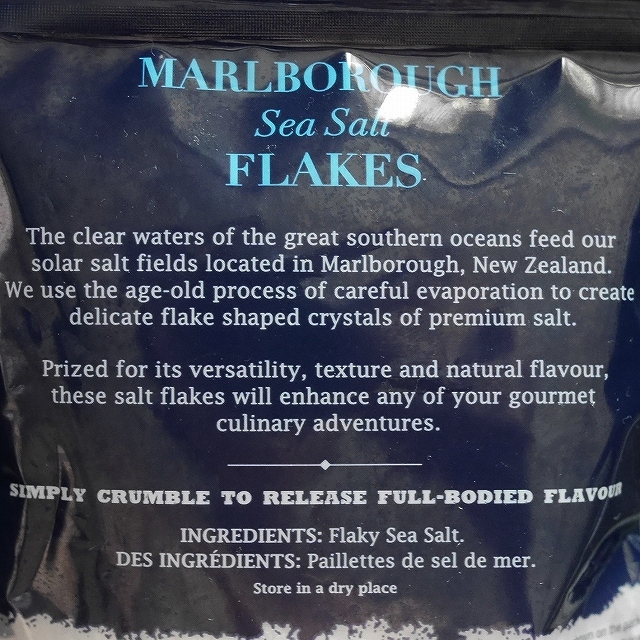 MARLBOROUGH
Sea Salt
FLAKES
The clear waters of the great southern oceans feed our
solar salt fields located in Marlborough, New Zealand.
We use the age-old process of careful evaporation to create
delicate flake shaped crystals of premium salt.
Prized for its versatility, texture and natural flavour,
these salt flakes will enhance any of your gourmet
culinary adventures.
SIMPLY CRUMBLE TO RELEASE FULL-BODIED FLAVOUR
INGREDIENTS: Flaky Sea Salt.
DES INGRÉDIENTS: Paillettes de sel de mer.
Store in a dry place